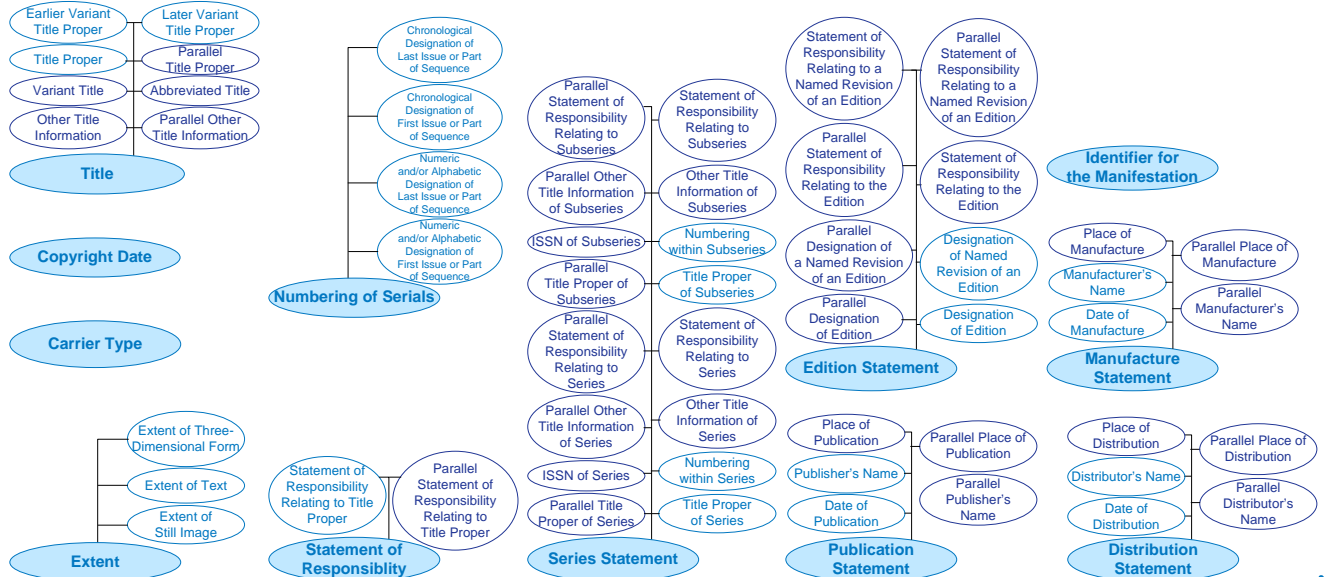 Earlier Variant
Title Proper
Later Variant
Title Proper
Title Proper
Parallel
Title Proper
Variant Title
Abbreviated Title
Other Title
Information
Parallel Other
Title Information
Title
Copyright Date
Carrier Type
Extent of Three-
Dimensional Form
Extent of Text
Extent of
Still Image
Extent
Chronological
Designation of
Last Issue or Part
of Sequence
Chronological
Designation of
First Issue or Part
of Sequence
Numeric
and/or Alphabetic
Designation of
Last Issue or Part
of Sequence
Numeric
and/or Alphabetic
Designation of
First Issue or Part
of Sequence
Numbering of Serials
Statement of
Responsibility
Relating to Title
Proper
Parallel
Statement of
Responsibility
Relating to
Title Proper
Statement of
Responsiblity
Parallel
Statement of
Responsibility
Relating to
Subseries
Statement of
Responsibility
Relating to
Subseries
Parallel Other
Title Information
of Subseries
Other Title
Information of
Subseries
ISSN of Subseries
Numbering
within Subseries
Parallel
Title Proper of
Subseries
Title Proper
of Subseries
Parallel
Statement of
Responsibility
Relating to
Series
Statement of
Responsibility
Relating to
Series
Parallel Other
Title Information
of Series
Other Title
Information of
Series
ISSN of Series
Numbering
within Series
Parallel Title
Proper of Series
Title Proper
of Series
Series Statement
Statement of
Responsibility
Relating to a
Named Revision
of an Edition
Parallel
Statement of
Responsibility
Relating to a
Named Revision
of an Edition
Parallel
Statement of
Responsibility
Relating to the
Edition
Statement of
Responsibility
Relating to the
Edition
Parallel
Designation of
a Named Revision
of an Edition
Designation
of Named
Revision of an
Edition
Parallel
Designation
of Edition
Designation
of Edition
Edition Statement
Place of
Publication
Parallel Place of
Publication
Publisher's Name
Parallel
Publisher's
Name
Date of
Publication
Publication
Statement
Identifier for
the Manifestation
Place of
Manufacture
Parallel Place of
Manufacture
Manufacturer's
Name
Parallel
Manufacturer's
Name
Date of
Manufacture
Manufacture
Statement
Place of
Distribution
Parallel Place of
Distribution
Distributor's Name
Parallel
Distributor's
Name
Date of
Distribution
Distribution
Statement